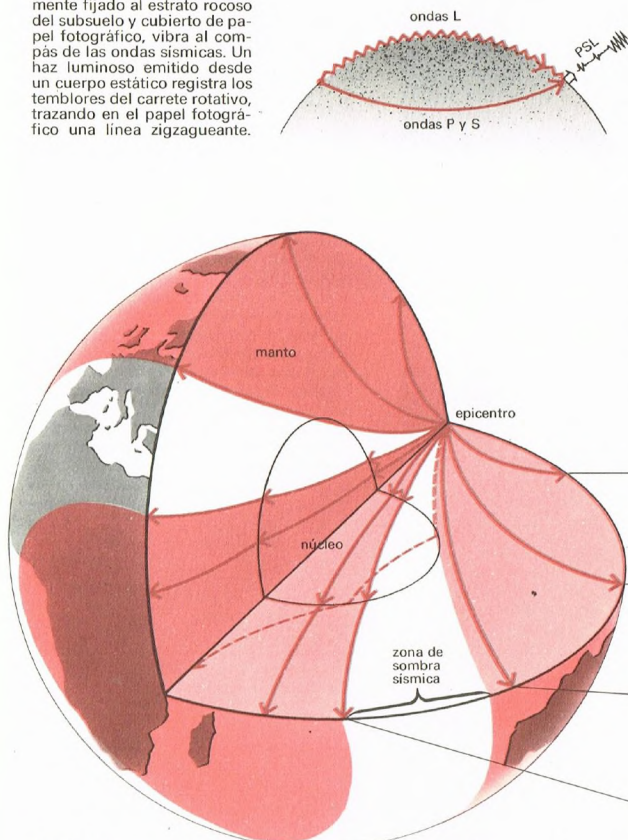 mente fijado al estrato rocoso
del subsuelo y cubierto de pa-
pel fotográfico, vibra al com-
pás de las ondas sísmicas. Un
haz luminoso emitido desde
un cuerpo estático registra los
temblores del carrete rotativo,
trazando en el papel fotográ-
fico una línea zigzagueante.
ondas L
PSL
ondas P y S
manto
epicentro
núcleo
zona de
sombra
sísmica